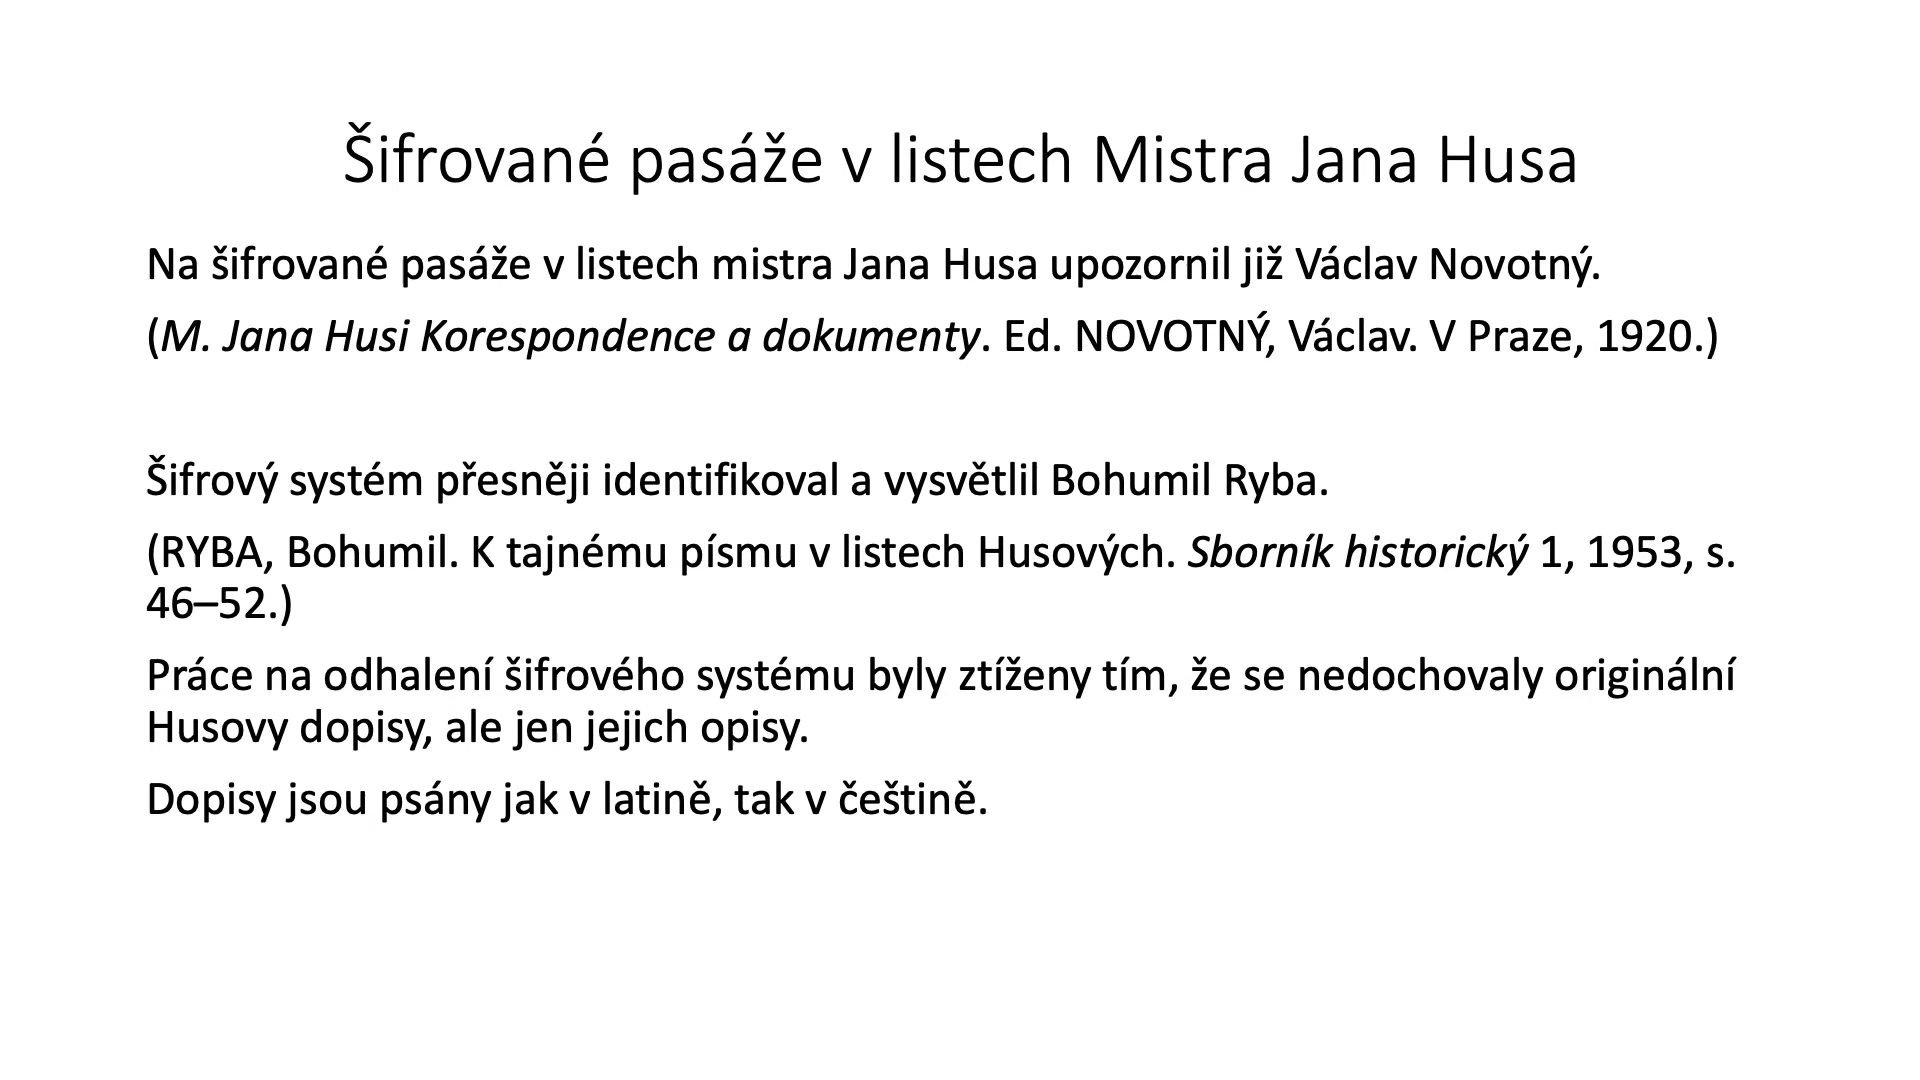 Šifrované pasáže v listech Mistra Jana Husa
Na šifrované pasáže v listech mistra Jana Husa upozornil již Václav Novotný.
(M. Jana Husi Korespondence a dokumenty. Ed. NOVOTNÝ, Václav. V Praze, 1920.)
Šifrový systém přesněji identifikoval a vysvětlil Bohumil Ryba.
(RYBA, Bohumil. K tajnému písmu v listech Husových. Sborník historický 1, 1953, s.
46–52.)
Práce na odhalení šifrového systému byly ztíženy tím, že se nedochovaly originální
Husovy dopisy, ale jen jejich opisy.
Dopisy jsou psány jak v latině, tak v češtině.